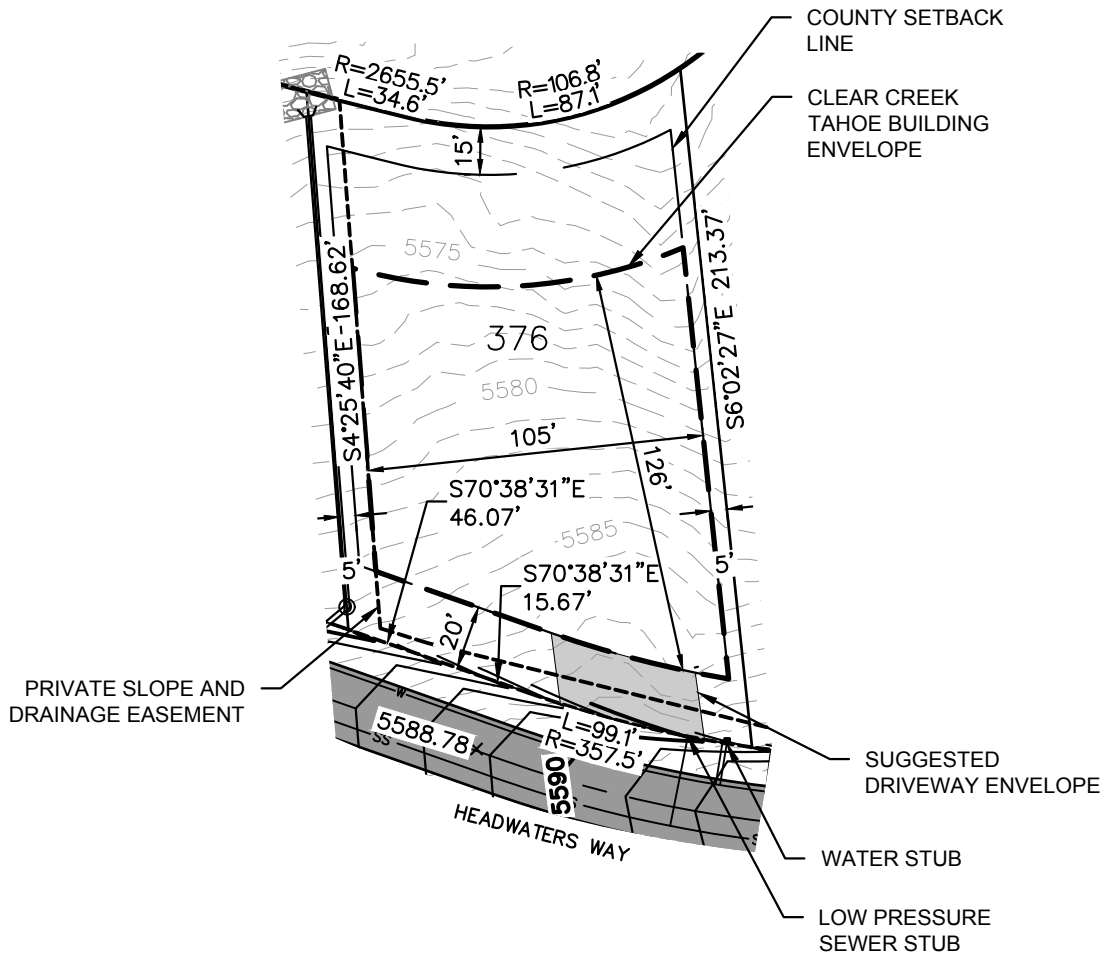 COUNTY SETBACK
LINE
CLEAR CREEK
TAHOE BUILDING
ENVELOPE
R=2655.5'
L=34.6'
R=106.8'
L=87.1'
15'
5575
S4°25'40"E 168.62'
S6°02'27"E 213.37'
376
5580
105'
126'
S70°38'31"E
46.07'
5585
S70°38'31"E
15.67'
5'
5'
20'
PRIVATE SLOPE AND
DRAINAGE EASEMENT
W
SS
5588.78
L=99.1'
R=357.5'
5590
HEADWATERS WAY
SUGGESTED
DRIVEWAY ENVELOPE
WATER STUB
LOW PRESSURE
SEWER STUB